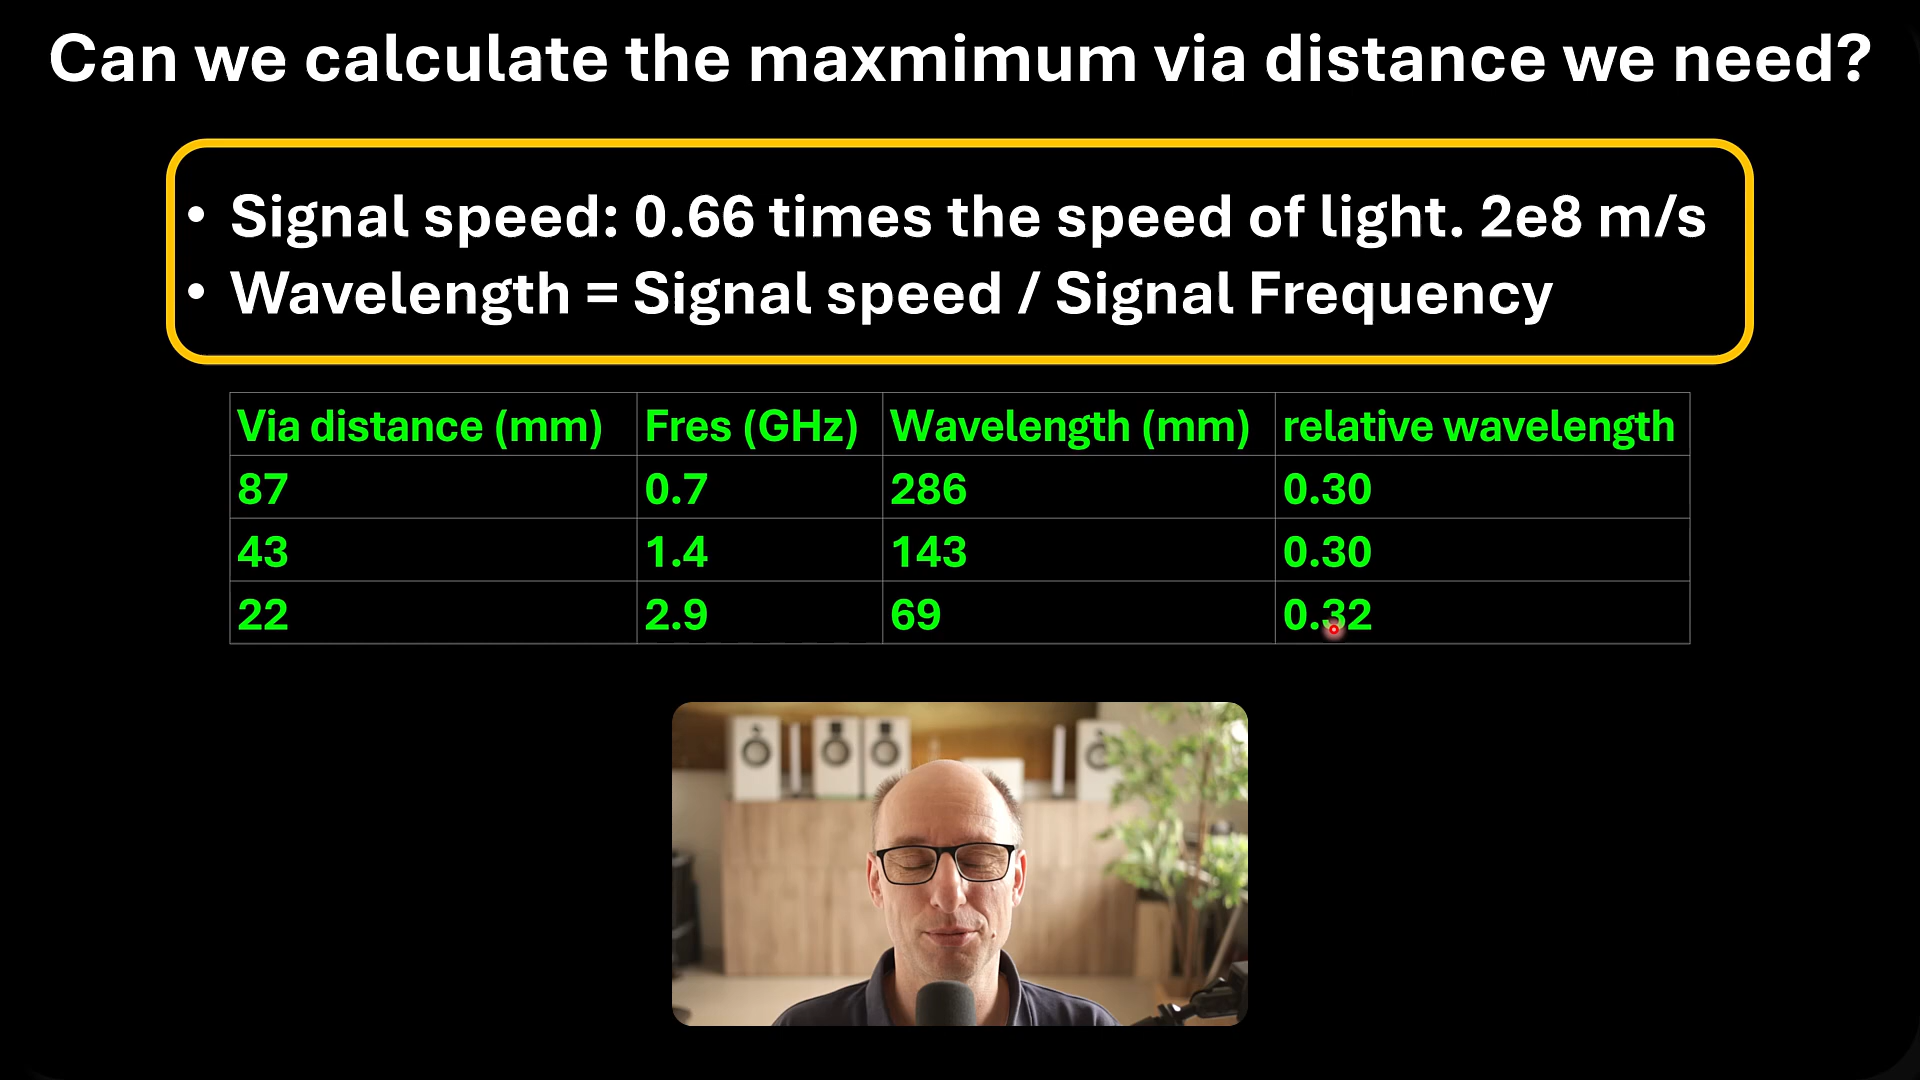 Can we calculate the maxmimum via distance we need?
• Signal speed: 0.66 times the speed of light. 2e8 m/s
• Wavelength = Signal speed / Signal Frequency
Via distance (mm) Fres (GHz) Wavelength (mm) relative wavelength
87 0.7 286 0.30
43 1.4 143 0.30
22 2.9 69 0.32